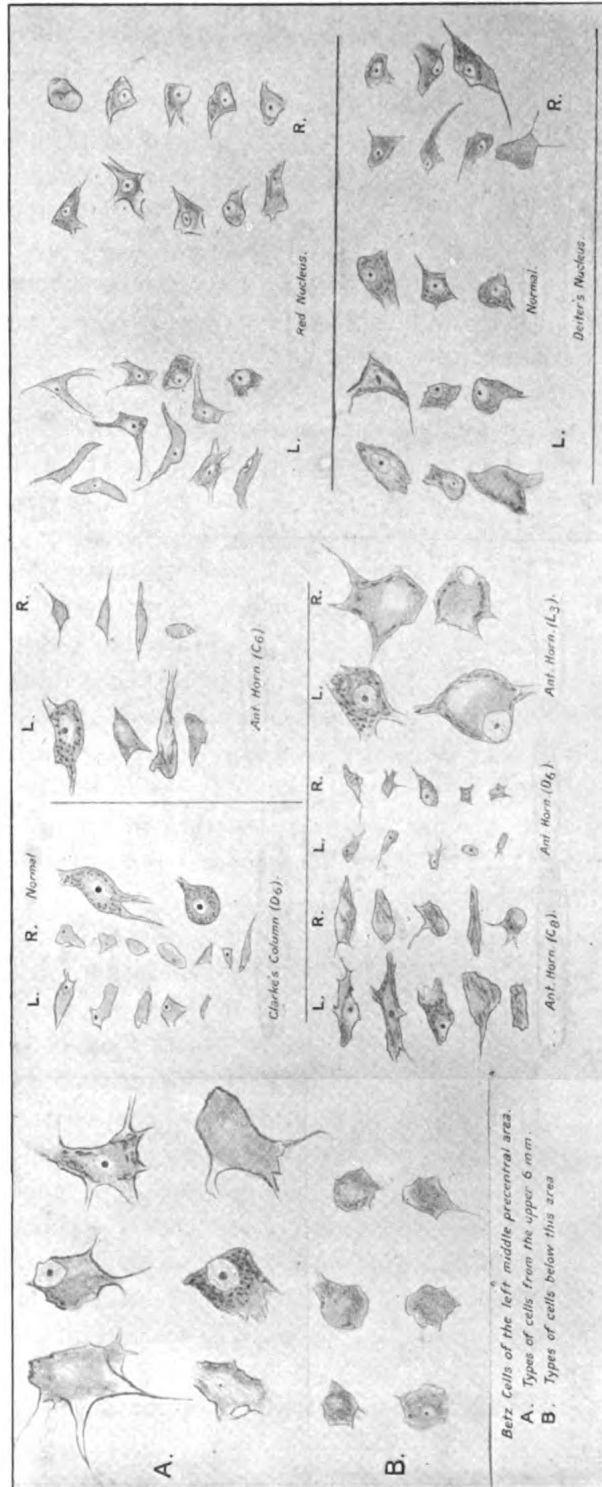 A.
B.
Betz Cells of the left middle precentral area.
A. Types of cells from the upper 6 mm.
B. Types of cells below this area
L. R. Normal
Clarke's Column (D6)
L. R.
Ant. Horn (C6)
L. R. L. R. L. R.
Ant. Horn (C8). Ant. Horn. (D6). Ant. Horn. (L3).
L. R.
Red Nucleus.
L. Normal. R.
Deiter's Nucleus.